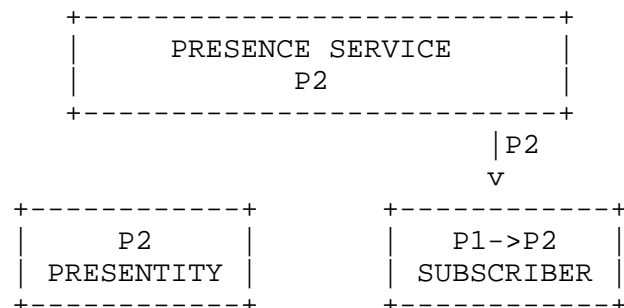 PRESENCE SERVICE
P2
|P2
v
P2 P1->P2
PRESENTITY SUBSCRIBER